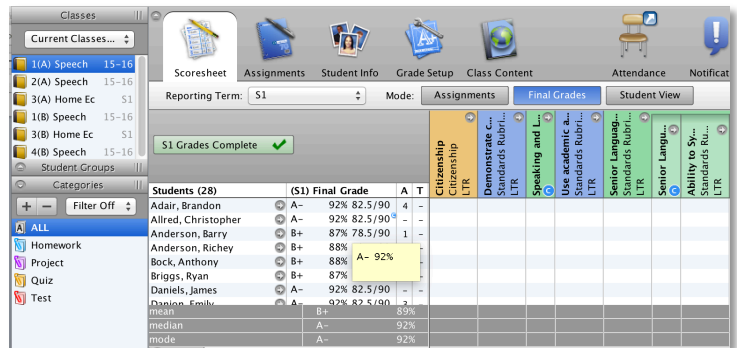 Classes
Current Classes...
1(A) Speech 15-16
2(A) Speech 15-16
3(A) Home Ec S1
1(B) Speech 15-16
3(B) Home Ec S1
4(B) Speech 15-16
Student Groups
Categories
+ - Filter Off
ALL
Homework
Project
Quiz
Test
Scoresheet Assignments Student Info Grade Setup Class Content Attendance Notificat
Reporting Term: S1 Mode: Assignments Final Grades Student View
S1 Grades Complete
Citizenship
Citizenship
LTR
Demonstrate c...
Standards Rubri...
LTR
Speaking and L...
C
Use academic a...
Standards Rubri...
LTR
Senior Languag...
Standards Rubri...
LTR
Senior Langu...
C
Ability to Sy...
Standards Ru...
LTR
Students (28) (S1) Final Grade A T
Adair, Brandon A- 92% 82.5/90 4 -
Allred, Christopher A- 92% 82.5/90 - -
Anderson, Barry B+ 87% 78.5/90 1 -
Anderson, Richey B+ 88% -
Bock, Anthony B+ 88% -
Briggs, Ryan B+ 87% -
A- 92%
Daniels, James A- 92% 82.5/90 - -
Danion, Emily A- 92% 82.5/90 3 -
mean B+ 89%
median A- 92%
mode A- 92%